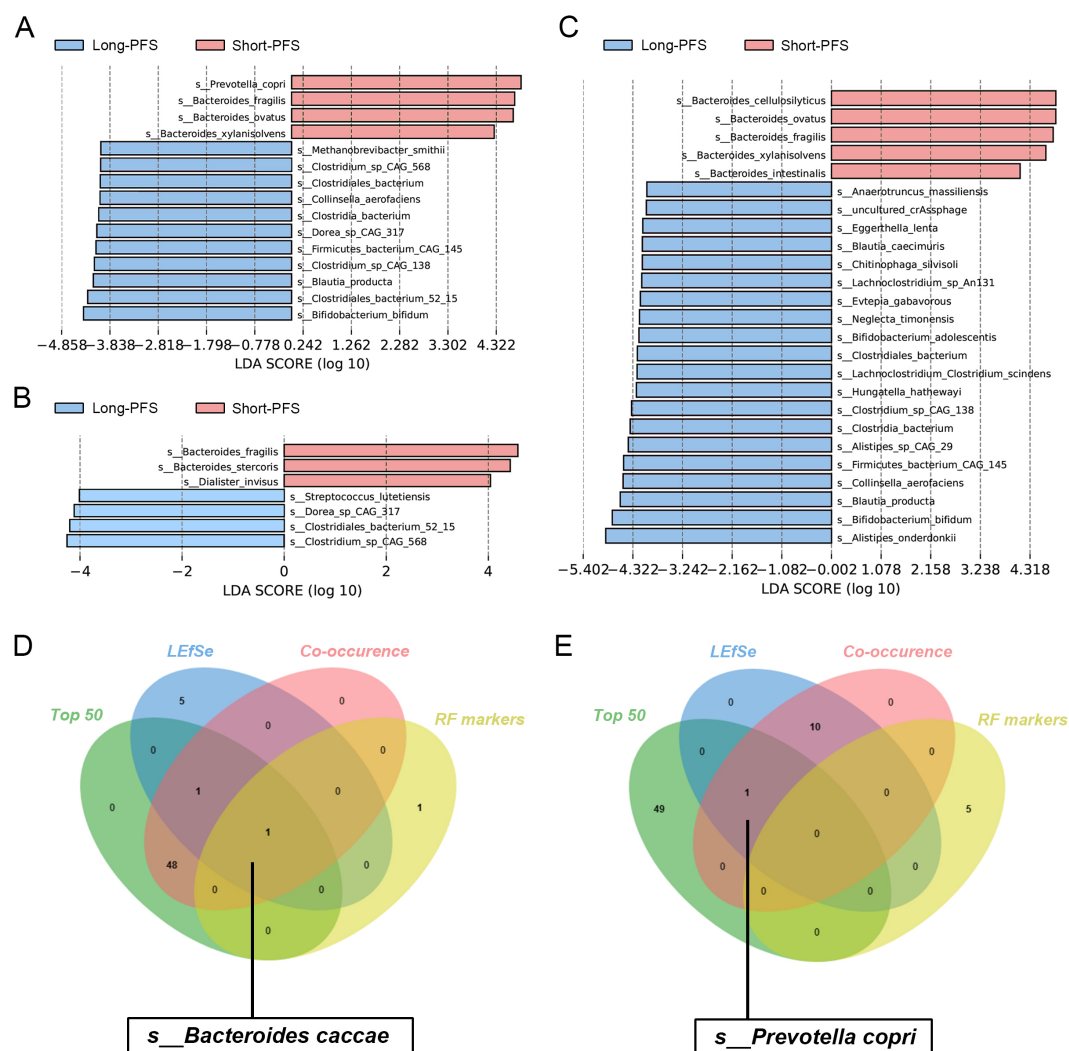 A
Long-PFS
Short-PFS
s__Prevotella_copri
s__Bacteroides_fragilis
s__Bacteroides_ovatus
s__Bacteroides_xylanisolvens
s__Methanobrevibacter_smithii
s__Clostridium_sp_CAG_568
s__Clostridiales_bacterium
s__Collinsella_aerofaciens
s__Clostridia_bacterium
s__Dorea_sp_CAG_317
s__Firmicutes_bacterium_CAG_145
s__Clostridium_sp_CAG_138
s__Blautia_producta
s__Clostridiales_bacterium_52_15
s__Bifidobacterium_bifidum
−4.858 −3.838 −2.818 −1.798 −0.778 0.242 1.262 2.282 3.302 4.322
LDA SCORE (log 10)
B
Long-PFS
Short-PFS
s__Bacteroides_fragilis
s__Bacteroides_stercoris
s__Dialister_invisus
s__Streptococcus_lutetiensis
s__Dorea_sp_CAG_317
s__Clostridiales_bacterium_52_15
s__Clostridium_sp_CAG_568
−4 −2 0 2 4
LDA SCORE (log 10)
C
Long-PFS
Short-PFS
s__Bacteroides_cellulosilyticus
s__Bacteroides_ovatus
s__Bacteroides_fragilis
s__Bacteroides_xylanisolvens
s__Bacteroides_intestinalis
s__Anaerotruncus_massiliensis
s__uncultured_crAssphage
s__Eggerthella_lenta
s__Blautia_caecimuris
s__Chitinophaga_silvisoli
s__Lachnoclostridium_sp_An131
s__Evtepia_gabavorous
s__Neglecta_timonensis
s__Bifidobacterium_adolescentis
s__Clostridiales_bacterium
s__Lachnoclostridium_Clostridium_scindens
s__Hungatella_hathewayi
s__Clostridium_sp_CAG_138
s__Clostridia_bacterium
s__Alistipes_sp_CAG_29
s__Firmicutes_bacterium_CAG_145
s__Collinsella_aerofaciens
s__Blautia_producta
s__Bifidobacterium_bifidum
s__Alistipes_onderdonkii
−5.402 −4.322 −3.242 −2.162 −1.082 −0.002 1.078 2.158 3.238 4.318
LDA SCORE (log 10)
D
LEfSe
Co-occurence
Top 50
RF markers
5
0
0
0
0
0
1
0
1
1
48
0
0
0
0
s__Bacteroides caccae
E
LEfSe
Co-occurence
Top 50
RF markers
0
0
10
0
0
49
1
0
5
0
0
0
0
0
0
s__Prevotella copri